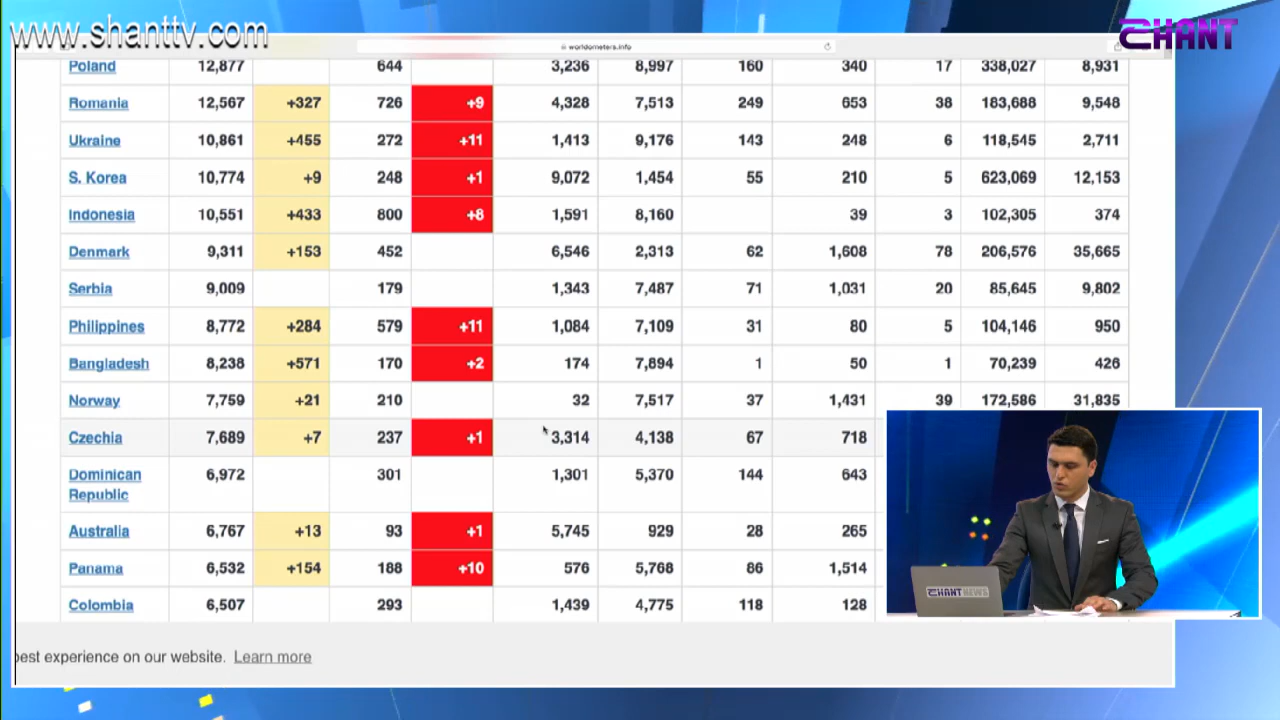 www.shanttv.com
SHANT
worldometers.info
Poland 12,877 644 3,236 8,997 160 340 17 338,027 8,931
Romania 12,567 +327 726 +9 4,328 7,513 249 653 38 183,688 9,548
Ukraine 10,861 +455 272 +11 1,413 9,176 143 248 6 118,545 2,711
S. Korea 10,774 +9 248 +1 9,072 1,454 55 210 5 623,069 12,153
Indonesia 10,551 +433 800 +8 1,591 8,160 39 3 102,305 374
Denmark 9,311 +153 452 6,546 2,313 62 1,608 78 206,576 35,665
Serbia 9,009 179 1,343 7,487 71 1,031 20 85,645 9,802
Philippines 8,772 +284 579 +11 1,084 7,109 31 80 5 104,146 950
Bangladesh 8,238 +571 170 +2 174 7,894 1 50 1 70,239 426
Norway 7,759 +21 210 32 7,517 37 1,431 39 172,586 31,835
Czechia 7,689 +7 237 +1 3,314 4,138 67 718
Dominican
Republic 6,972 301 1,301 5,370 144 643
Australia 6,767 +13 93 +1 5,745 929 28 265
Panama 6,532 +154 188 +10 576 5,768 86 1,514
Colombia 6,507 293 1,439 4,775 118 128
SHANT NEWS
best experience on our website. Learn more